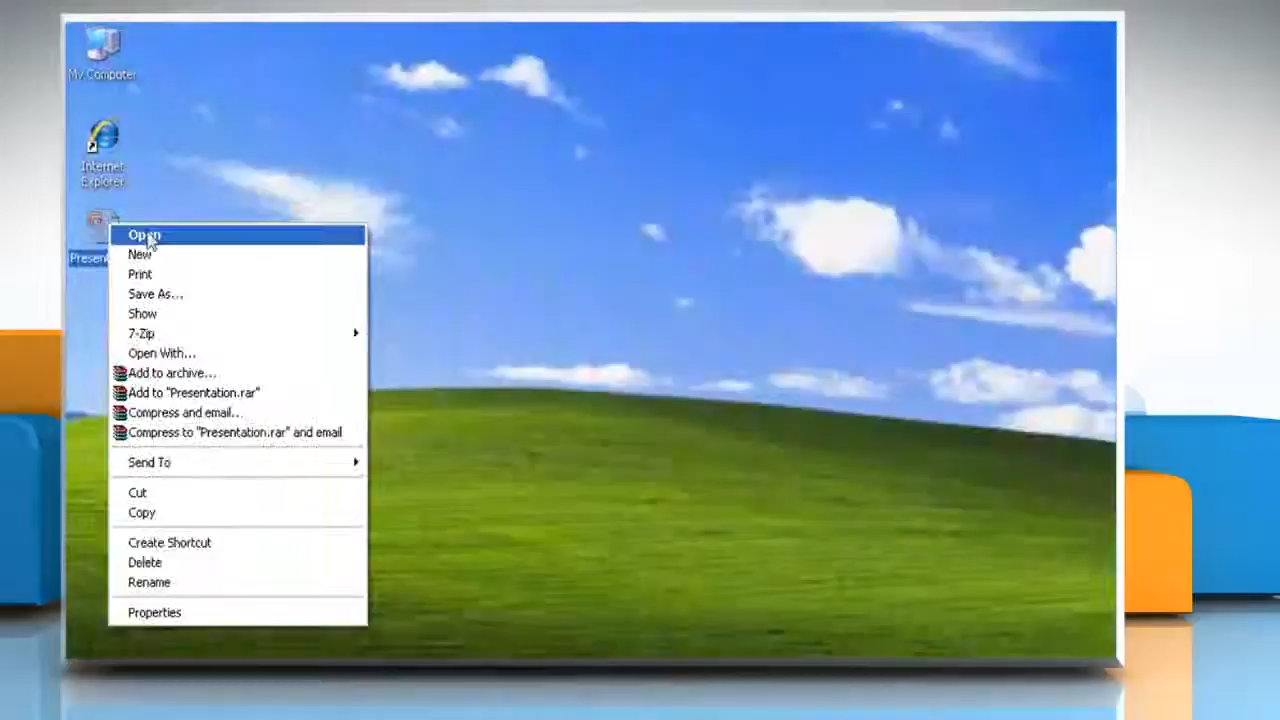 My Computer
Internet
Explorer
Open
New
Print
Save As...
Show
7-Zip
Open With...
Add to archive...
Add to "Presentation.rar"
Compress and email...
Compress to "Presentation.rar" and email
Send To
Cut
Copy
Create Shortcut
Delete
Rename
Properties